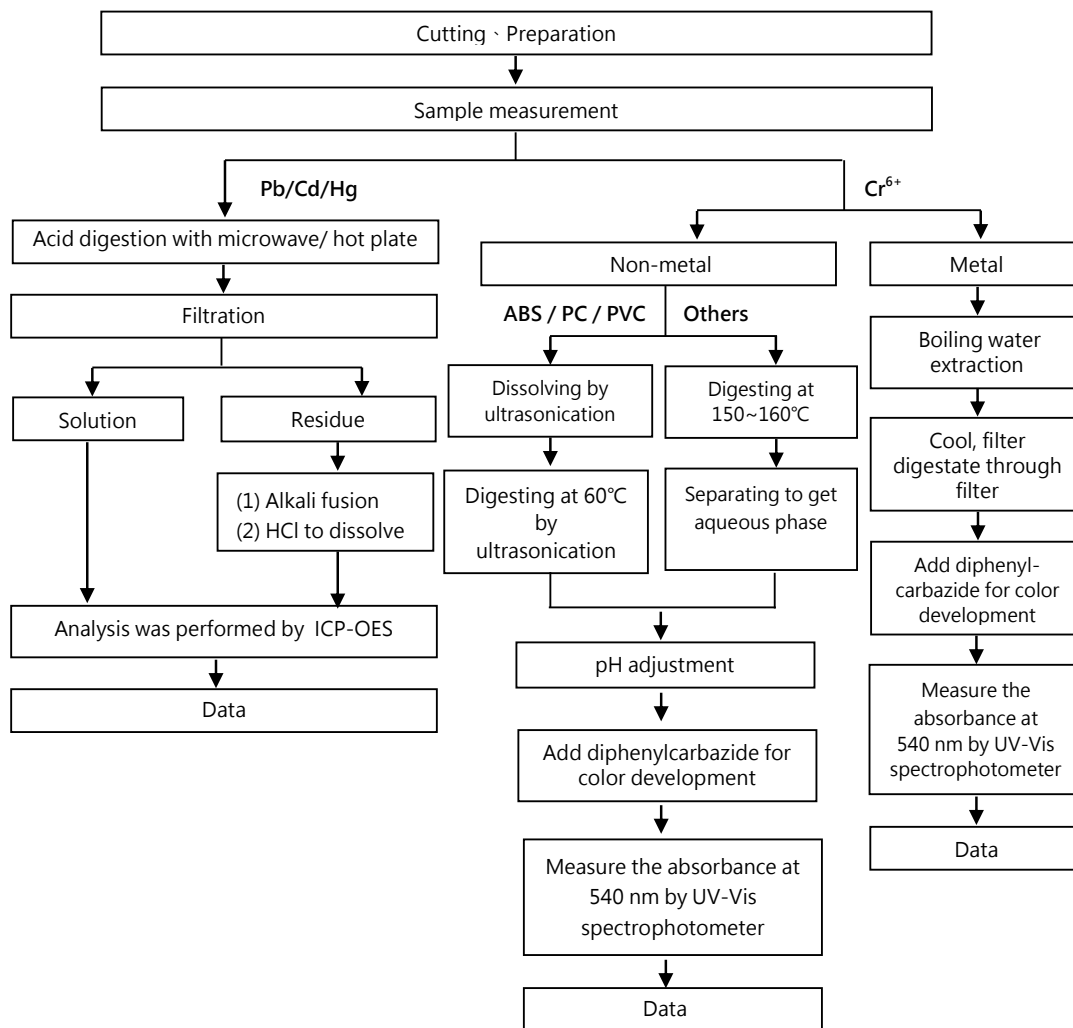 Cutting、Preparation
Sample measurement
Pb/Cd/Hg
Acid digestion with microwave/ hot plate
Filtration
Solution
Residue
(1) Alkali fusion
(2) HCl to dissolve
Analysis was performed by ICP-OES
Data
Cr⁶⁺
Non-metal
ABS / PC / PVC
Others
Dissolving by
ultrasonication
Digesting at 60℃
by
ultrasonication
Digesting at
150~160℃
Separating to get
aqueous phase
pH adjustment
Add diphenylcarbazide for
color development
Measure the absorbance at
540 nm by UV-Vis
spectrophotometer
Data
Metal
Boiling water
extraction
Cool, filter
digestate through
filter
Add diphenyl-
carbazide for color
development
Measure the
absorbance at
540 nm by UV-Vis
spectrophotometer
Data